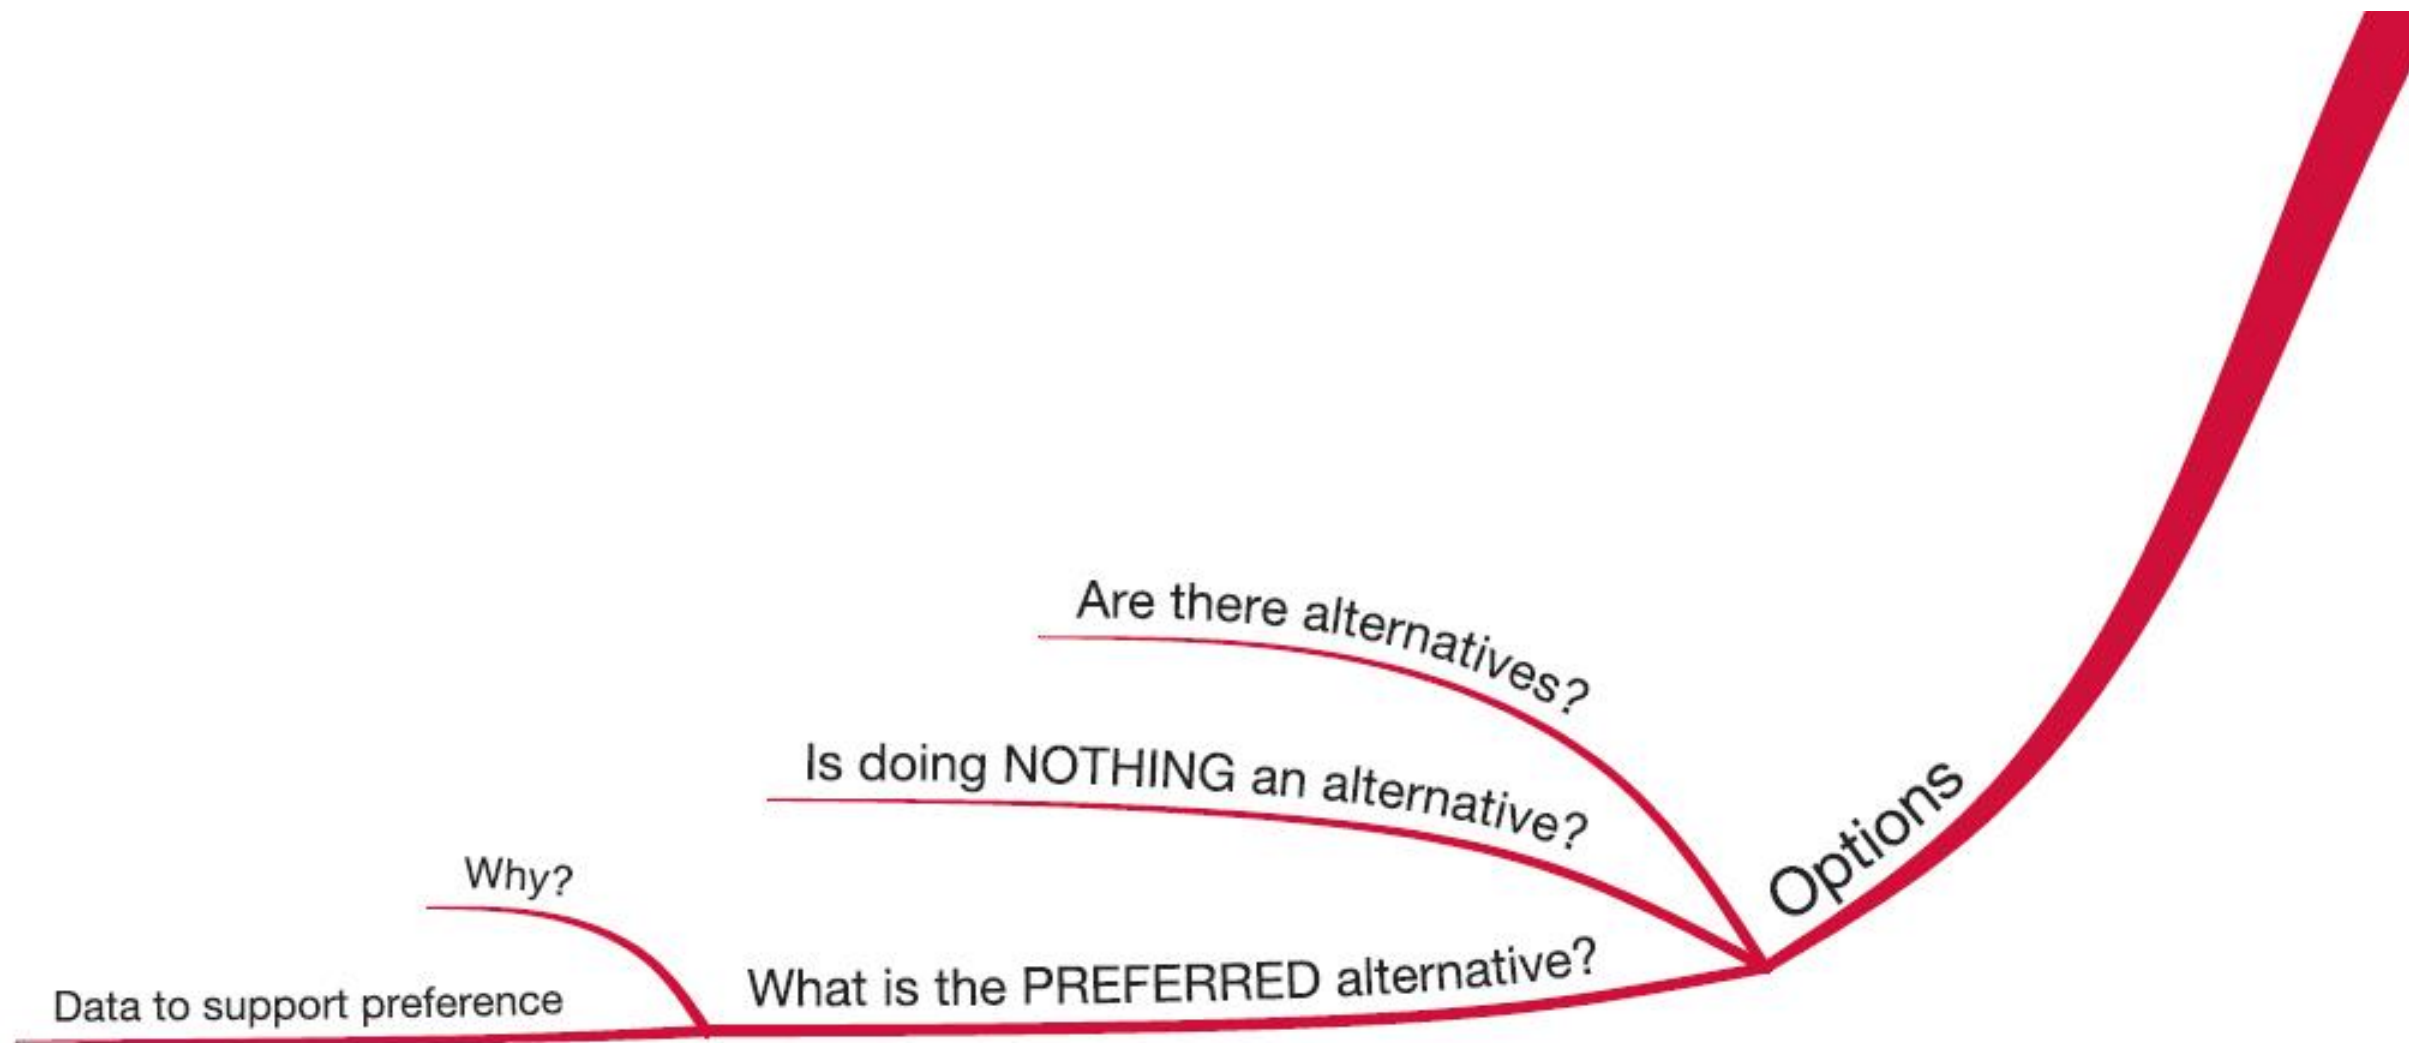 Options
Are there alternatives?
Is doing NOTHING an alternative?
What is the PREFERRED alternative?
Why?
Data to support preference